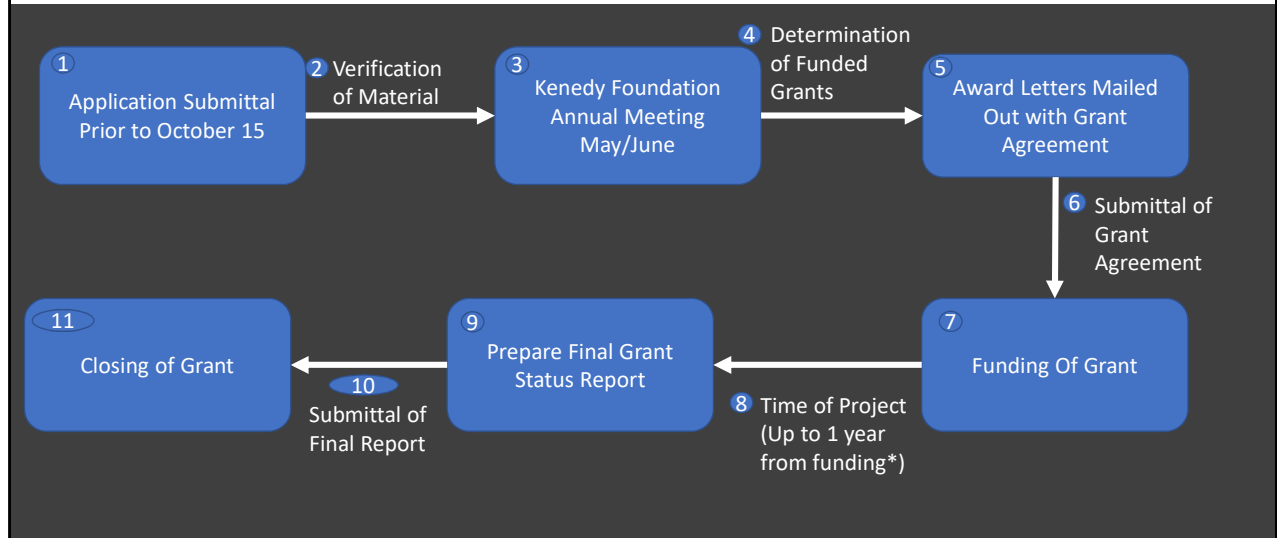 1
Application Submittal
Prior to October 15
2 Verification
of Material
3
Kenedy Foundation
Annual Meeting
May/June
4 Determination
of Funded
Grants
5
Award Letters Mailed
Out with Grant
Agreement
6 Submittal of
Grant
Agreement
7
Funding Of Grant
8 Time of Project
(Up to 1 year
from funding*)
9
Prepare Final Grant
Status Report
10
Submittal of
Final Report
11
Closing of Grant